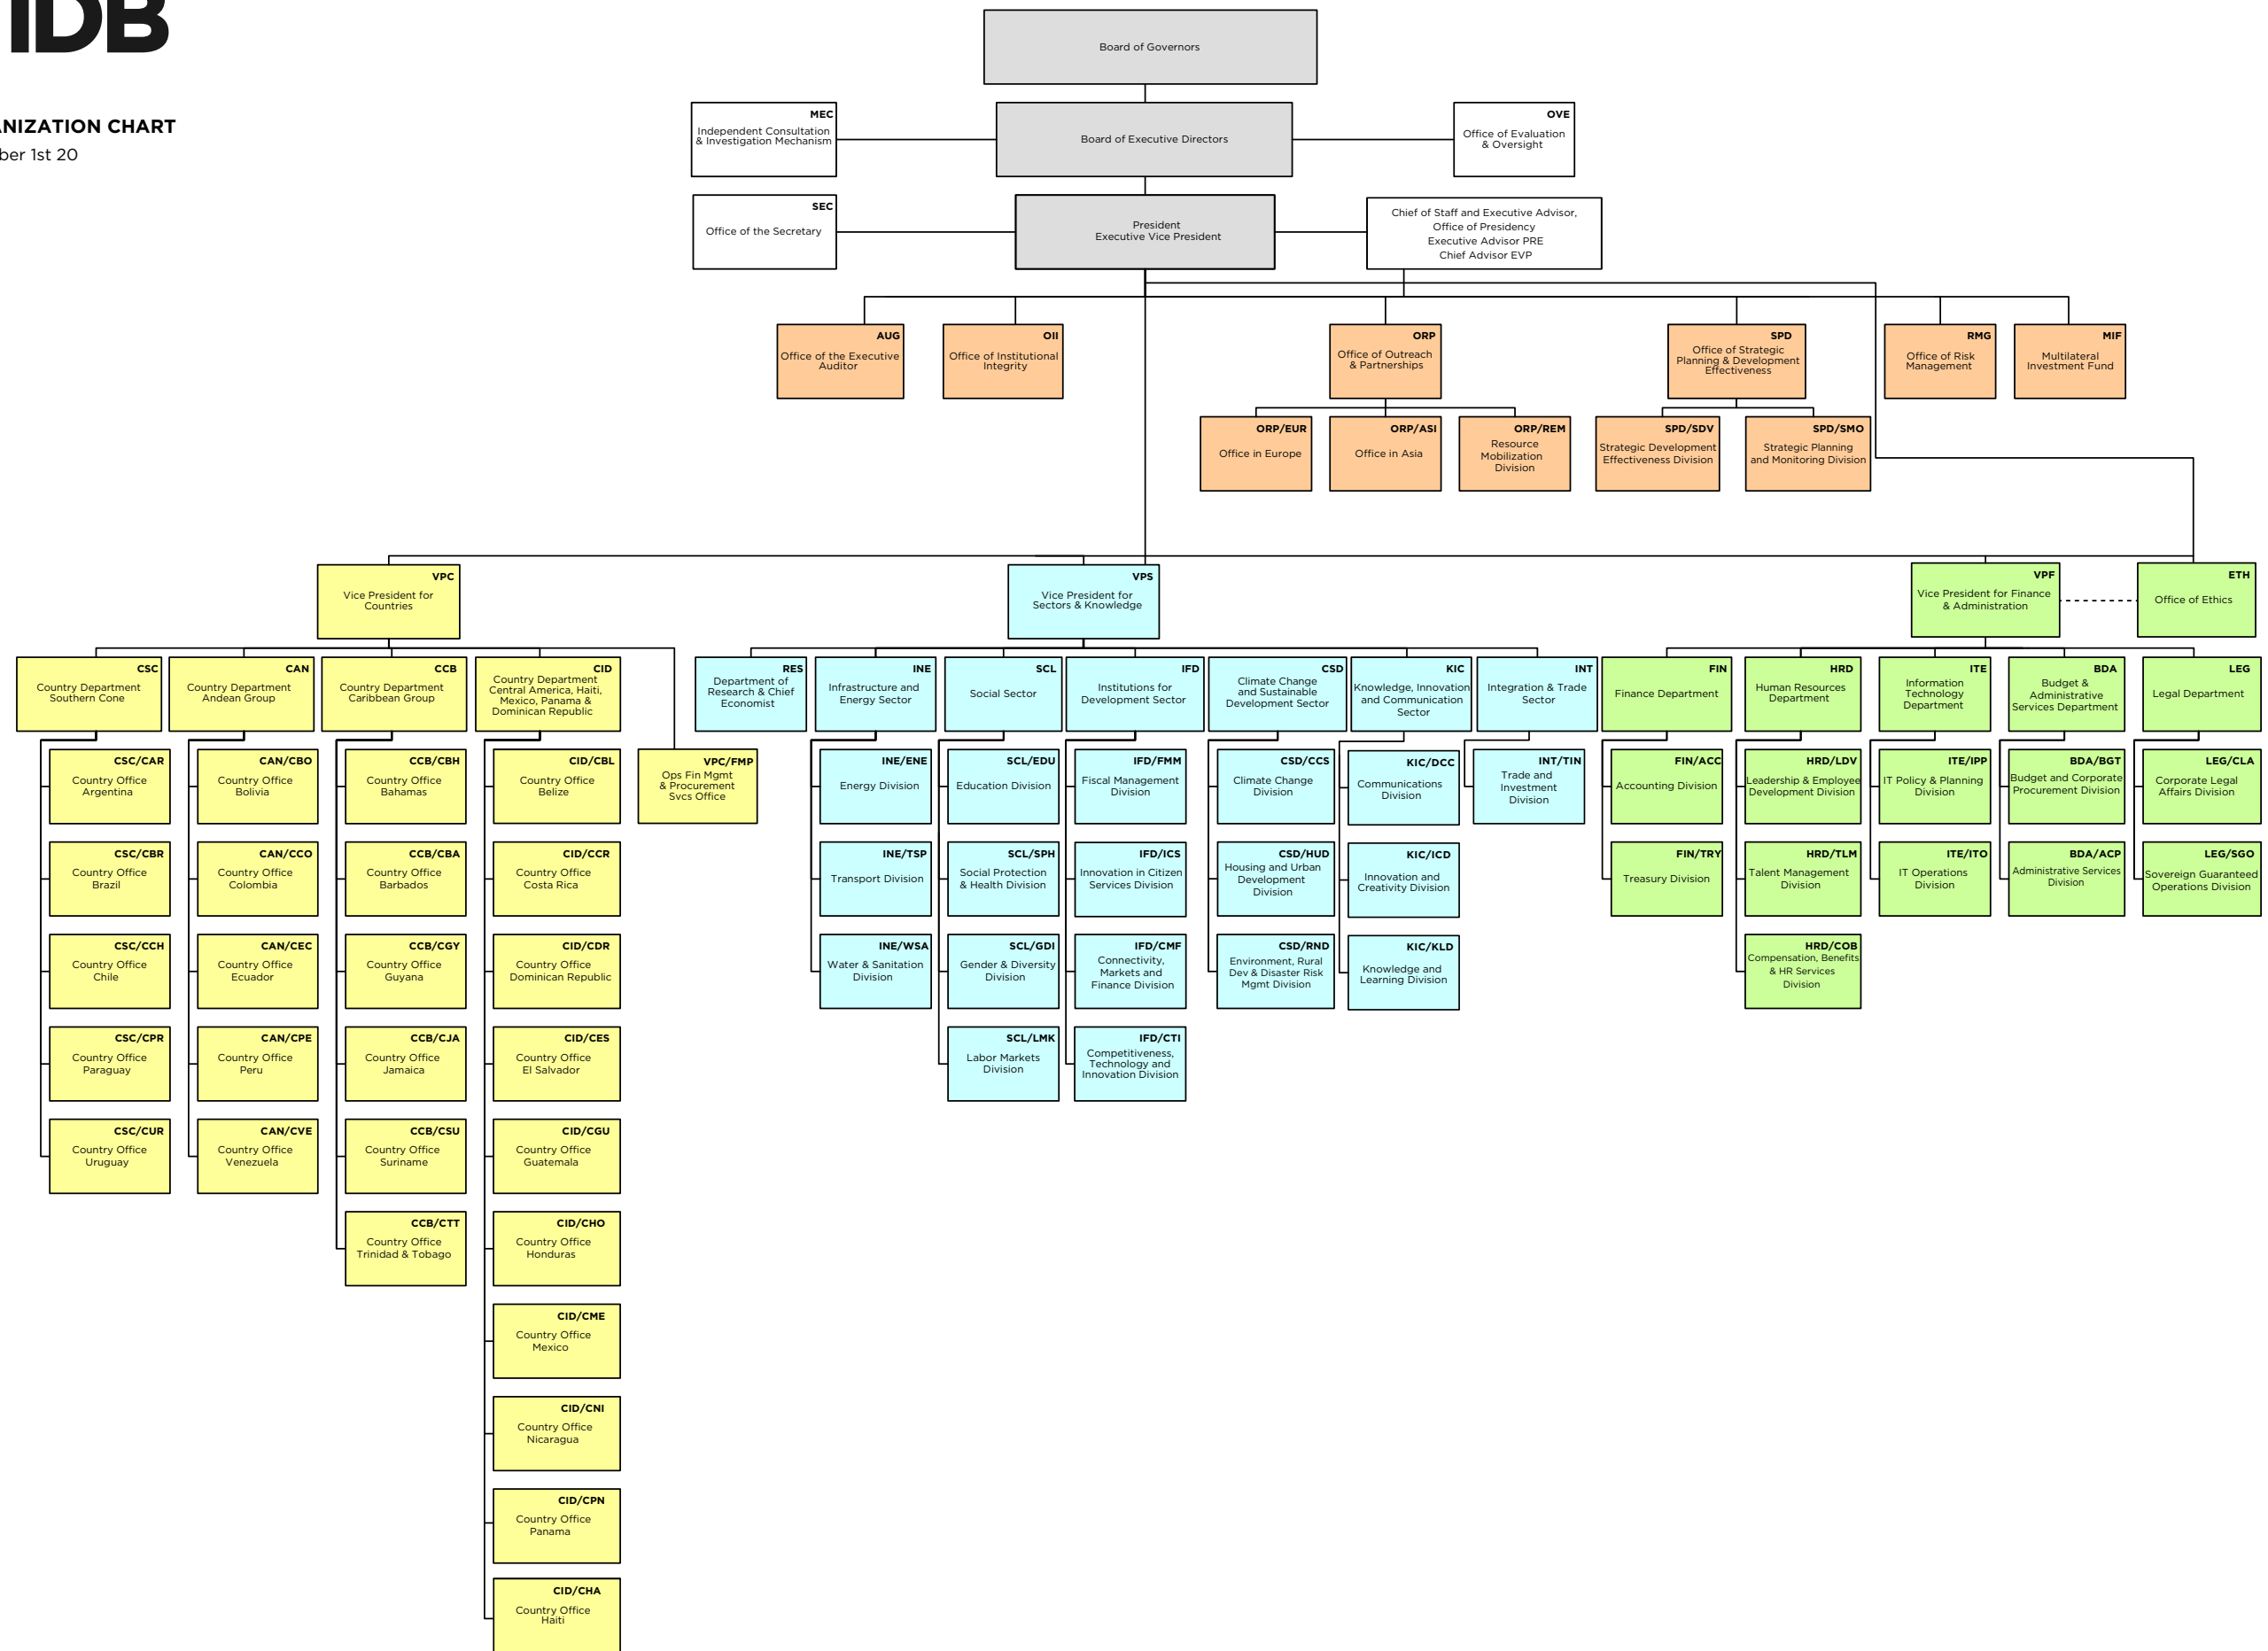 IDB
ANIZATION CHART
ber 1st 20
Board of Governors
MEC
Independent Consultation
& Investigation Mechanism
Board of Executive Directors
OVE
Office of Evaluation
& Oversight
SEC
Office of the Secretary
President
Executive Vice President
Chief of Staff and Executive Advisor,
Office of Presidency
Executive Advisor PRE
Chief Advisor EVP
AUG
Office of the Executive
Auditor
OII
Office of Institutional
Integrity
ORP
Office of Outreach
& Partnerships
SPD
Office of Strategic
Planning & Development
Effectiveness
RMG
Office of Risk
Management
MIF
Multilateral
Investment Fund
ORP/EUR
Office in Europe
ORP/ASI
Office in Asia
ORP/REM
Resource
Mobilization
Division
SPD/SDV
Strategic Development
Effectiveness Division
SPD/SMO
Strategic Planning
and Monitoring Division
VPC
Vice President for
Countries
VPS
Vice President for
Sectors & Knowledge
VPF
Vice President for Finance
& Administration
ETH
Office of Ethics
CSC
Country Department
Southern Cone
CAN
Country Department
Andean Group
CCB
Country Department
Caribbean Group
CID
Country Department
Central America, Haiti,
Mexico, Panama &
Dominican Republic
RES
Department of
Research & Chief
Economist
INE
Infrastructure and
Energy Sector
SCL
Social Sector
IFD
Institutions for
Development Sector
CSD
Climate Change
and Sustainable
Development Sector
KIC
Knowledge, Innovation
and Communication
Sector
INT
Integration & Trade
Sector
FIN
Finance Department
HRD
Human Resources
Department
ITE
Information
Technology
Department
BDA
Budget &
Administrative
Services Department
LEG
Legal Department
CSC/CAR
Country Office
Argentina
CAN/CBO
Country Office
Bolivia
CCB/CBH
Country Office
Bahamas
CID/CBL
Country Office
Belize
VPC/FMP
Ops Fin Mgmt
& Procurement
Svcs Office
INE/ENE
Energy Division
SCL/EDU
Education Division
IFD/FMM
Fiscal Management
Division
CSD/CCS
Climate Change
Division
KIC/DCC
Communications
Division
INT/TIN
Trade and
Investment
Division
FIN/ACC
Accounting Division
HRD/LDV
Leadership & Employee
Development Division
ITE/IPP
IT Policy & Planning
Division
BDA/BGT
Budget and Corporate
Procurement Division
LEG/CLA
Corporate Legal
Affairs Division
CSC/CBR
Country Office
Brazil
CAN/CCO
Country Office
Colombia
CCB/CBA
Country Office
Barbados
CID/CCR
Country Office
Costa Rica
INE/TSP
Transport Division
SCL/SPH
Social Protection
& Health Division
IFD/ICS
Innovation in Citizen
Services Division
CSD/HUD
Housing and Urban
Development
Division
KIC/ICD
Innovation and
Creativity Division
FIN/TRY
Treasury Division
HRD/TLM
Talent Management
Division
ITE/ITO
IT Operations
Division
BDA/ACP
Administrative Services
Division
LEG/SGO
Sovereign Guaranteed
Operations Division
CSC/CCH
Country Office
Chile
CAN/CEC
Country Office
Ecuador
CCB/CGY
Country Office
Guyana
CID/CDR
Country Office
Dominican Republic
INE/WSA
Water & Sanitation
Division
SCL/GDI
Gender & Diversity
Division
IFD/CMF
Connectivity,
Markets and
Finance Division
CSD/RND
Environment, Rural
Dev & Disaster Risk
Mgmt Division
KIC/KLD
Knowledge and
Learning Division
HRD/COB
Compensation, Benefits
& HR Services
Division
CSC/CPR
Country Office
Paraguay
CAN/CPE
Country Office
Peru
CCB/CJA
Country Office
Jamaica
CID/CES
Country Office
El Salvador
SCL/LMK
Labor Markets
Division
IFD/CTI
Competitiveness,
Technology and
Innovation Division
CSC/CUR
Country Office
Uruguay
CAN/CVE
Country Office
Venezuela
CCB/CSU
Country Office
Suriname
CID/CGU
Country Office
Guatemala
CCB/CTT
Country Office
Trinidad & Tobago
CID/CHO
Country Office
Honduras
CID/CME
Country Office
Mexico
CID/CNI
Country Office
Nicaragua
CID/CPN
Country Office
Panama
CID/CHA
Country Office
Haiti